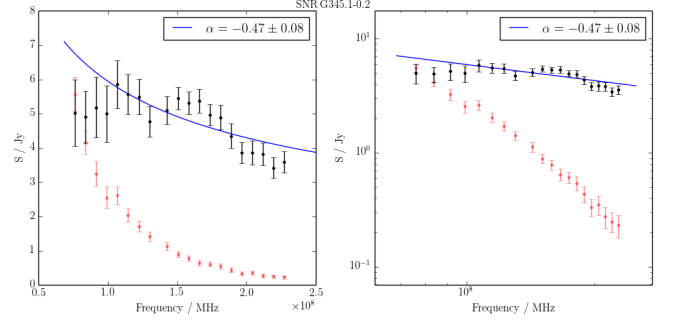 SNR G345.1-0.2
8
7
6
5
4
3
2
1
0
S / Jy
α = −0.47 ± 0.08
0.5
1.0
1.5
2.0
2.5
×10⁸
Frequency / MHz
10¹
10⁰
10⁻¹
S / Jy
α = −0.47 ± 0.08
10⁸
Frequency / MHz